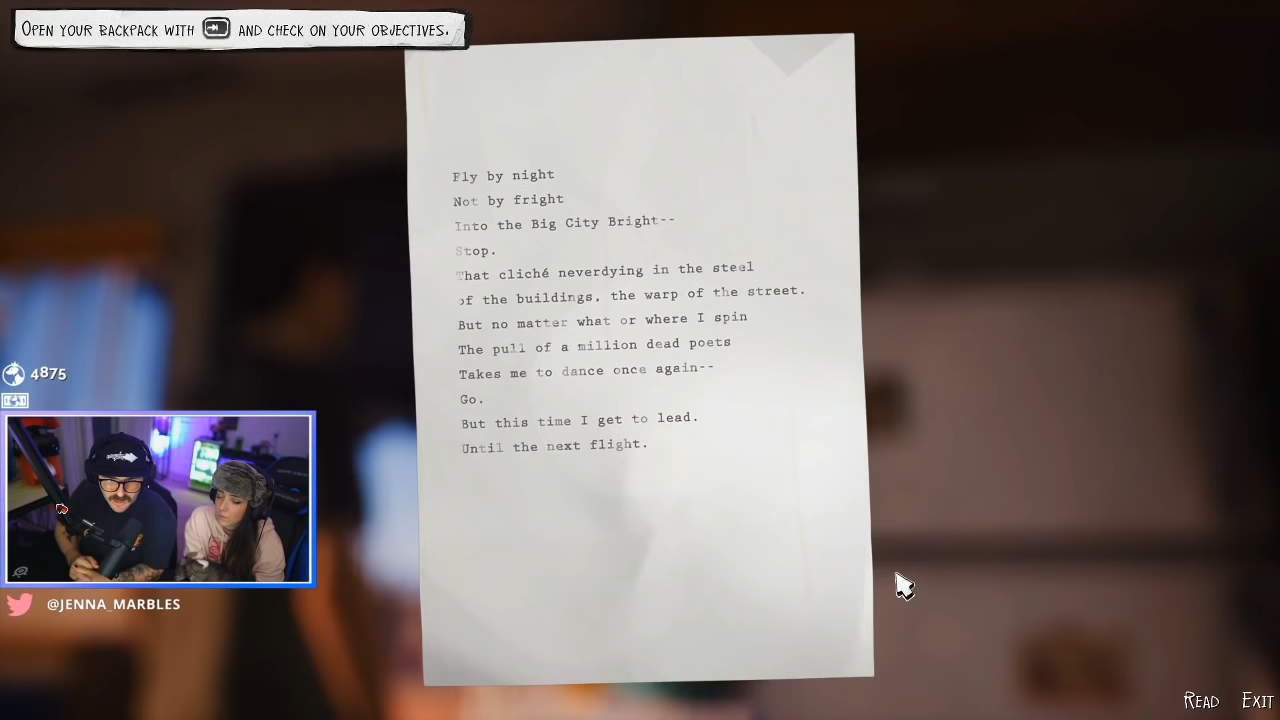 OPEN YOUR BACKPACK WITH AND CHECK ON YOUR OBJECTIVES.
Fly by night
Not by fright
Into the Big City Bright--
Stop.
That cliché neverdying in the steel
of the buildings, the warp of the street.
But no matter what or where I spin
The pull of a million dead poets
Takes me to dance once again--
Go.
But this time I get to lead.
Until the next flight.
4875
@JENNA_MARBLES
READ EXIT